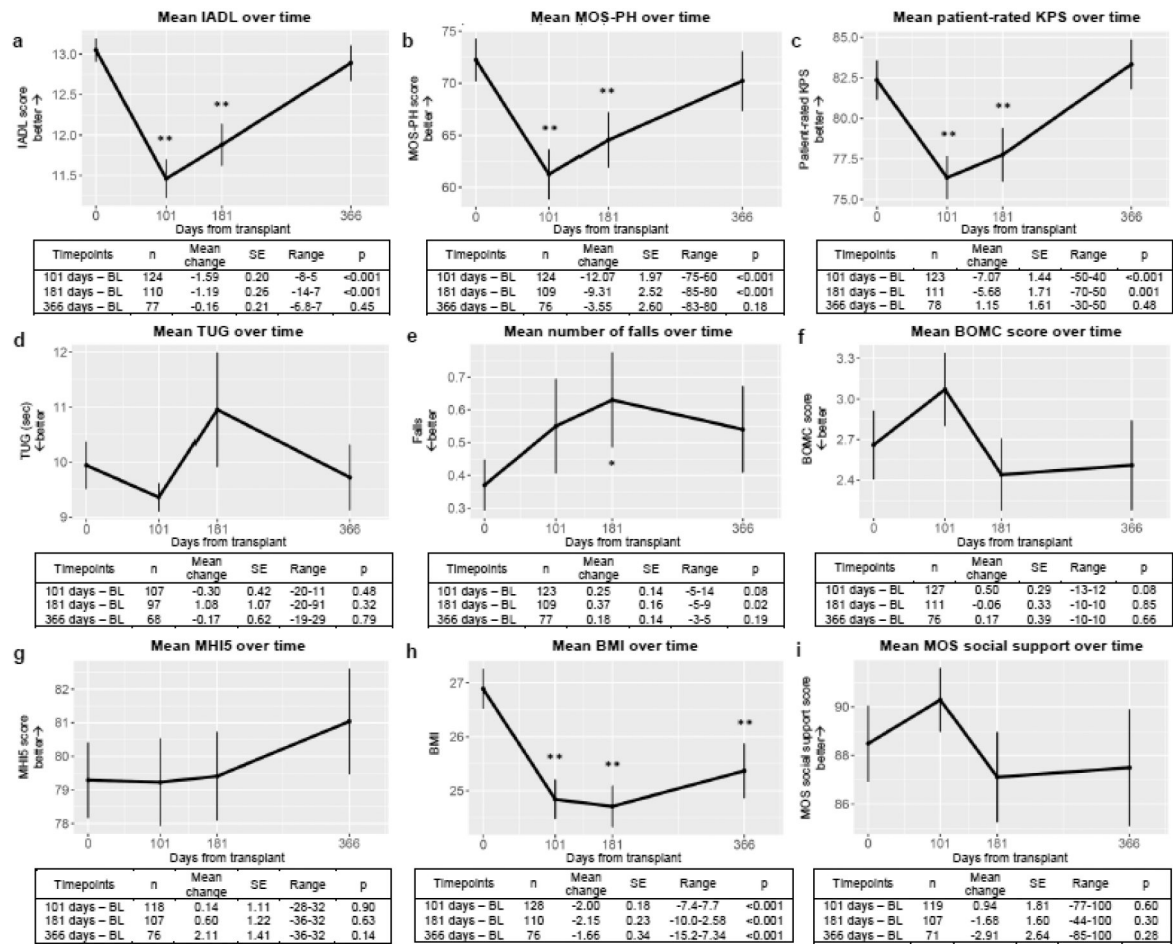 Mean IADL over time
a
IADL score
better →
13.0
12.5
12.0
11.5
0 101 181 366
Days from transplant
**
**
Timepoints n Mean change SE Range p
101 days – BL 124 -1.59 0.20 -8-5 <0.001
181 days – BL 110 -1.19 0.26 -14-7 <0.001
366 days – BL 77 -0.16 0.21 -6.8-7 0.45
Mean MOS-PH over time
b
MOS-PH score
better →
75
70
65
60
0 101 181 366
Days from transplant
**
**
Timepoints n Mean change SE Range p
101 days – BL 124 -12.07 1.97 -75-60 <0.001
181 days – BL 109 -9.31 2.52 -85-80 <0.001
366 days – BL 76 -3.55 2.60 -83-80 0.18
Mean patient-rated KPS over time
c
Patient-rated KPS
better →
85.0
82.5
80.0
77.5
75.0
0 101 181 366
Days from transplant
**
**
Timepoints n Mean change SE Range p
101 days – BL 123 -7.07 1.44 -50-40 <0.001
181 days – BL 111 -5.68 1.71 -70-50 0.001
366 days – BL 78 1.15 1.61 -30-50 0.48
Mean TUG over time
d
TUG (sec)
←better
12
11
10
9
0 101 181 366
Days from transplant
Timepoints n Mean change SE Range p
101 days – BL 107 -0.30 0.42 -20-11 0.48
181 days – BL 97 1.08 1.07 -20-91 0.32
366 days – BL 68 -0.17 0.62 -19-29 0.79
Mean number of falls over time
e
Falls
←better
0.7
0.6
0.5
0.4
0.3
0 101 181 366
Days from transplant
*
Timepoints n Mean change SE Range p
101 days – BL 123 0.25 0.14 -5-14 0.08
181 days – BL 109 0.37 0.16 -5-9 0.02
366 days – BL 77 0.18 0.14 -3-5 0.19
Mean BOMC score over time
f
BOMC score
←better
3.3
3.0
2.7
2.4
0 101 181 366
Days from transplant
Timepoints n Mean change SE Range p
101 days – BL 127 0.50 0.29 -13-12 0.08
181 days – BL 111 -0.06 0.33 -10-10 0.85
366 days – BL 76 0.17 0.39 -10-10 0.66
Mean MHI5 over time
g
MHI5 score
better→
82
81
80
79
78
0 101 181 366
Days from transplant
Timepoints n Mean change SE Range p
101 days – BL 118 0.14 1.11 -28-32 0.90
181 days – BL 107 0.60 1.22 -36-32 0.63
366 days – BL 76 2.11 1.41 -36-32 0.14
Mean BMI over time
h
BMI
27
26
25
0 101 181 366
Days from transplant
**
**
**
Timepoints n Mean change SE Range p
101 days – BL 128 -2.00 0.18 -7.4-7.7 <0.001
181 days – BL 110 -2.15 0.23 -10.0-2.58 <0.001
366 days – BL 76 -1.66 0.34 -15.2-7.34 <0.001
Mean MOS social support over time
i
MOS social support score
better→
90
88
86
0 101 181 366
Days from transplant
Timepoints n Mean change SE Range p
101 days – BL 119 0.94 1.81 -77-100 0.60
181 days – BL 107 -1.68 1.60 -44-100 0.30
366 days – BL 71 -2.91 2.64 -85-100 0.28